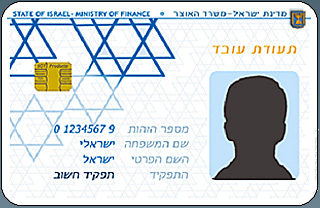 STATE OF ISRAEL - MINISTRY OF FINANCE מדינת ישראל-משרד האוצר
תעודת עובד
מספר הזהות 0 1234567 9
שם המשפחה ישראלי
השם הפרטי ישראל
התפקיד תפקיד חשוב